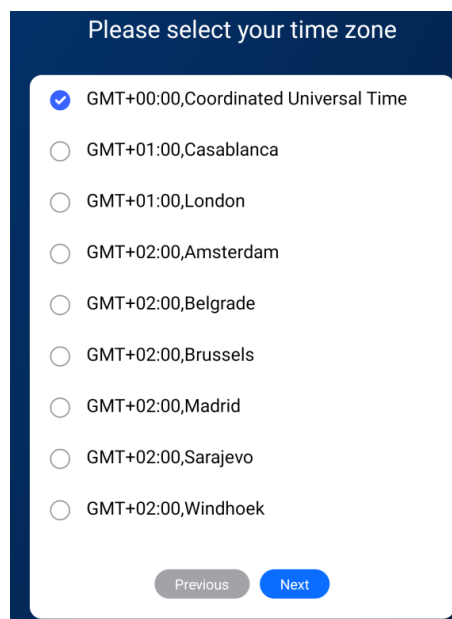 Please select your time zone
GMT+00:00,Coordinated Universal Time
GMT+01:00,Casablanca
GMT+01:00,London
GMT+02:00,Amsterdam
GMT+02:00,Belgrade
GMT+02:00,Brussels
GMT+02:00,Madrid
GMT+02:00,Sarajevo
GMT+02:00,Windhoek
Previous Next